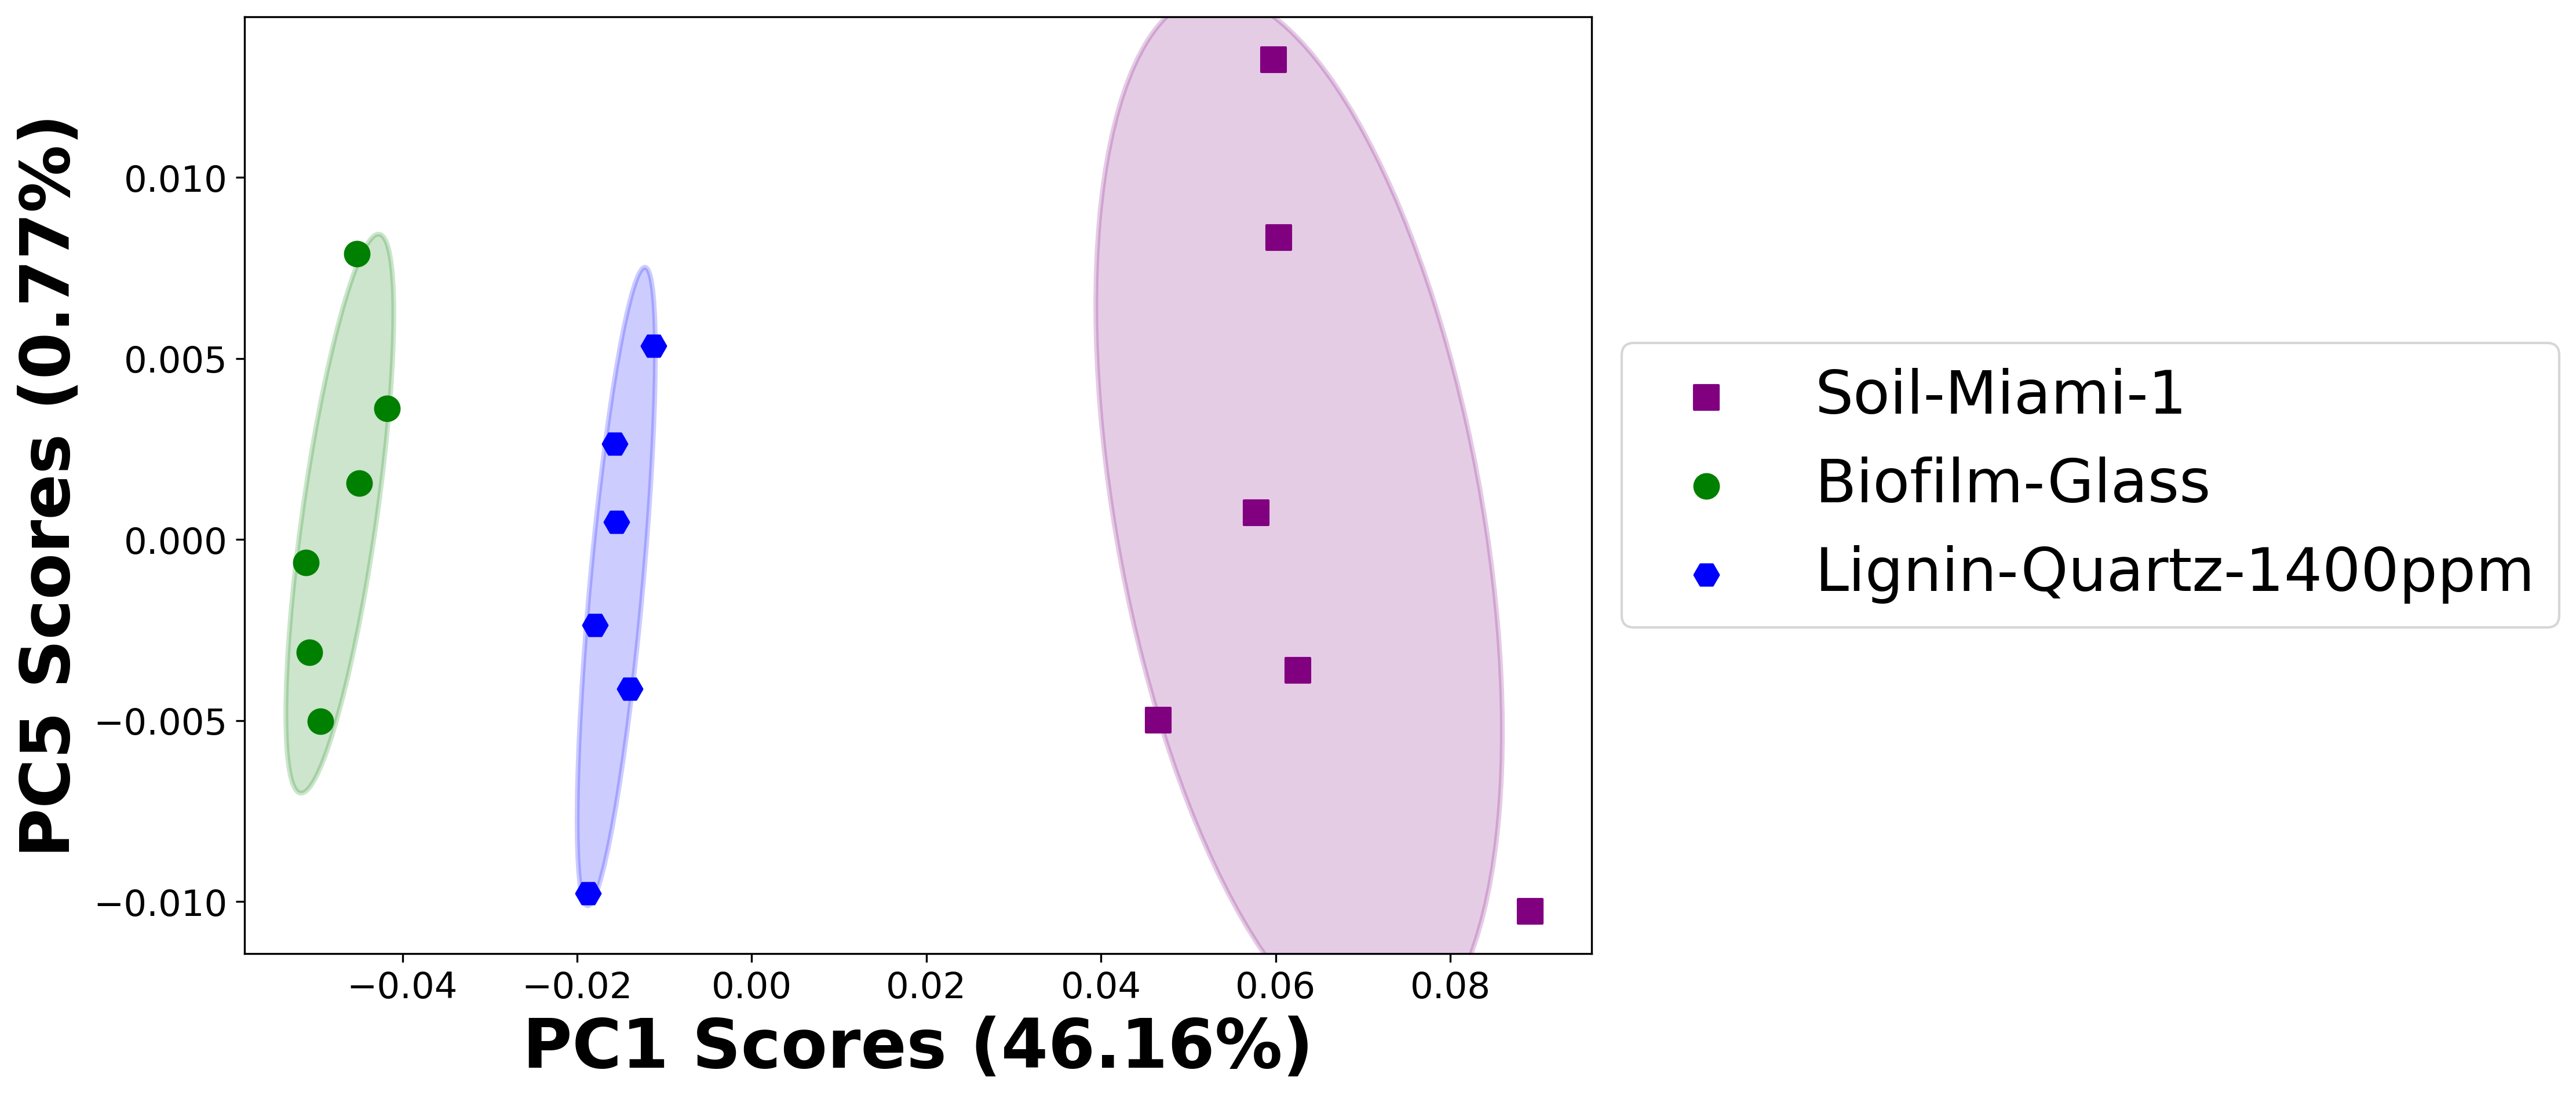 PC5 Scores (0.77%)
0.010
0.005
0.000
−0.005
−0.010
−0.04
−0.02
0.00
0.02
0.04
0.06
0.08
PC1 Scores (46.16%)
Soil-Miami-1
Biofilm-Glass
Lignin-Quartz-1400ppm